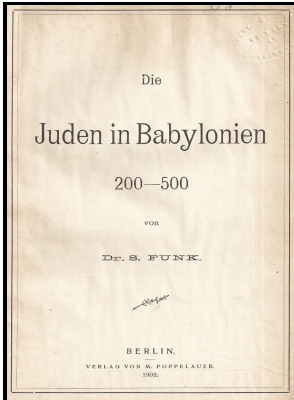 Die
Juden in Babylonien
200—500
von
Dr. S. FUNK.
BERLIN.
VERLAG VON M. POPPELAUER.
1902.